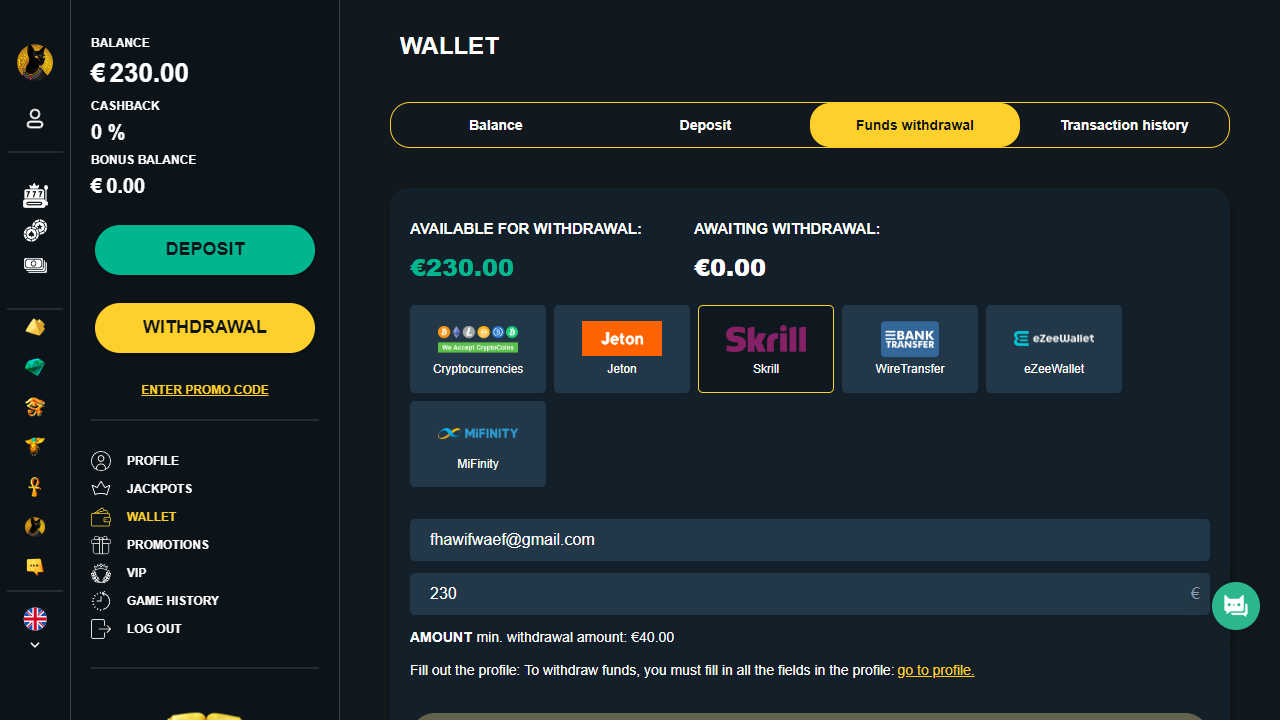 BALANCE
€ 230.00
CASHBACK
0 %
BONUS BALANCE
€ 0.00
DEPOSIT
WITHDRAWAL
ENTER PROMO CODE
PROFILE
JACKPOTS
WALLET
PROMOTIONS
VIP
GAME HISTORY
LOG OUT
WALLET
Balance Deposit Funds withdrawal Transaction history
AVAILABLE FOR WITHDRAWAL: AWAITING WITHDRAWAL:
€230.00 €0.00
We Accept CryptoCoins
Cryptocurrencies
Jeton
Jeton
Skrill
Skrill
BANK
TRANSFER
WireTransfer
eZeeWallet
eZeeWallet
MiFINITY
MiFinity
fhawifwaef@gmail.com
230 €
AMOUNT min. withdrawal amount: €40.00
Fill out the profile: To withdraw funds, you must fill in all the fields in the profile: go to profile.